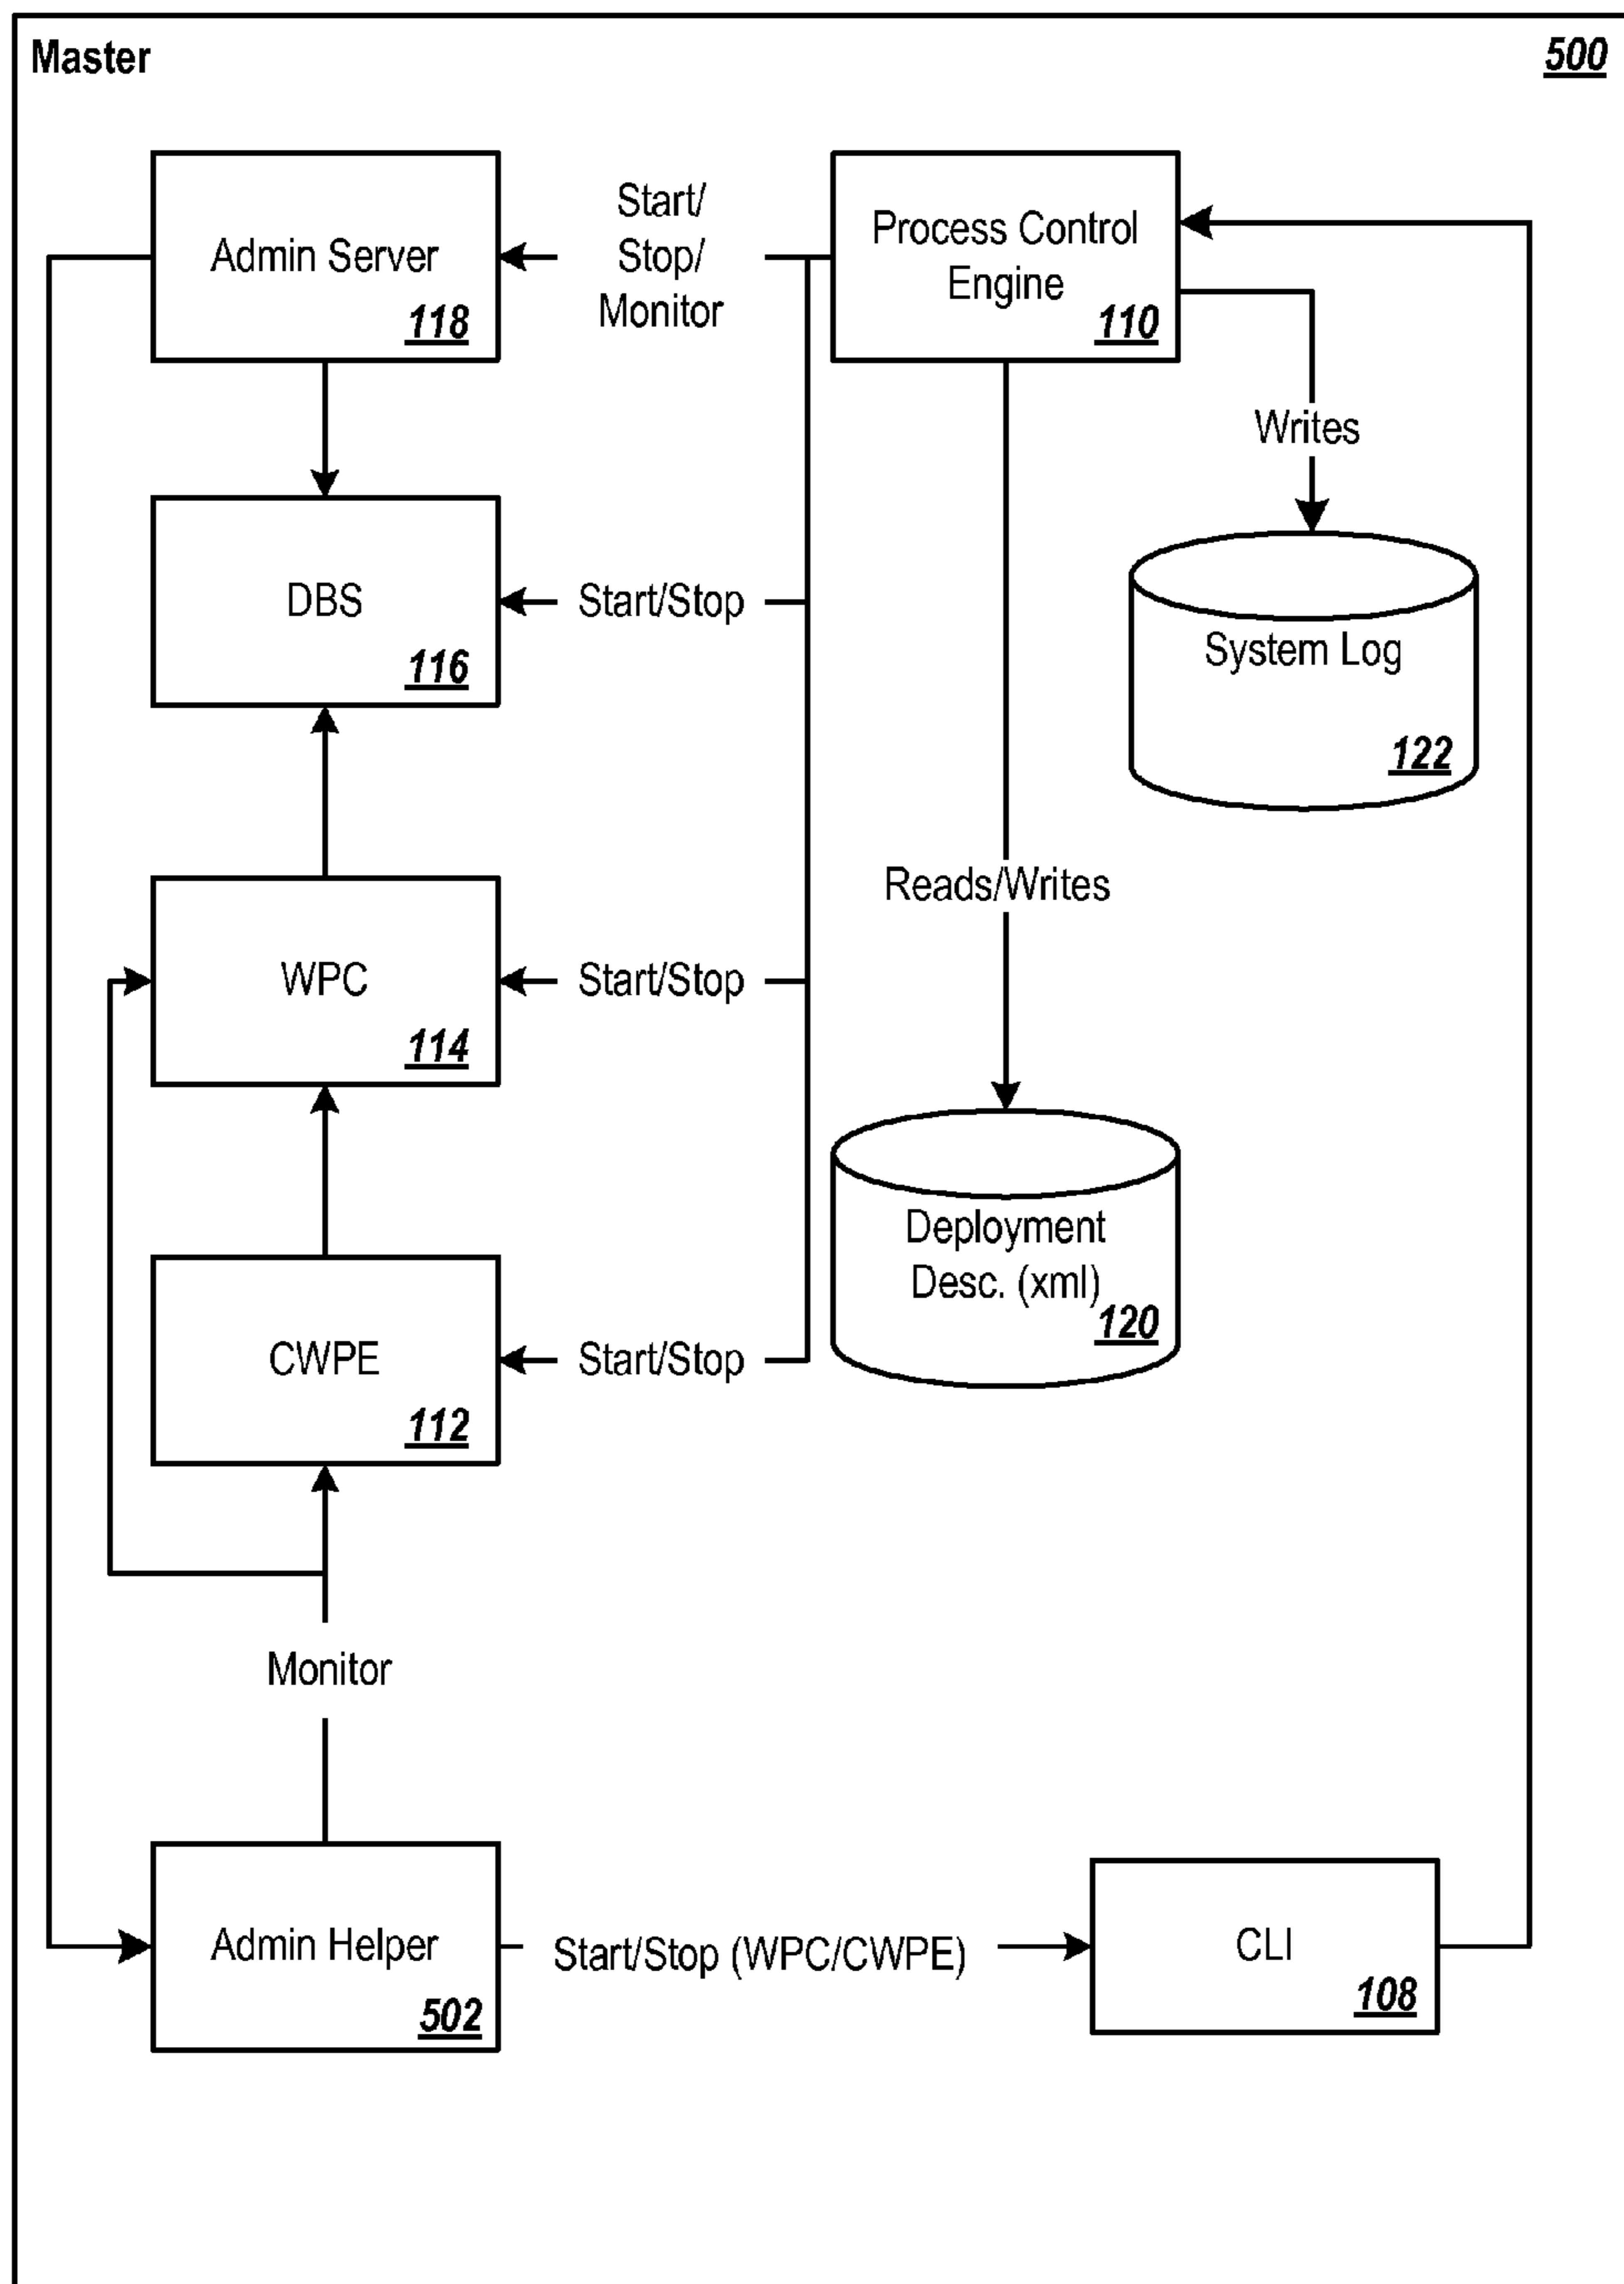 Master
500
Admin Server
118
Start/
Stop/
Monitor
Process Control
Engine
110
Writes
DBS
116
Start/Stop
System Log
122
Reads/Writes
WPC
114
Start/Stop
Deployment
Desc. (xml)
120
CWPE
112
Start/Stop
Monitor
Admin Helper
502
Start/Stop (WPC/CWPE)
CLI
108